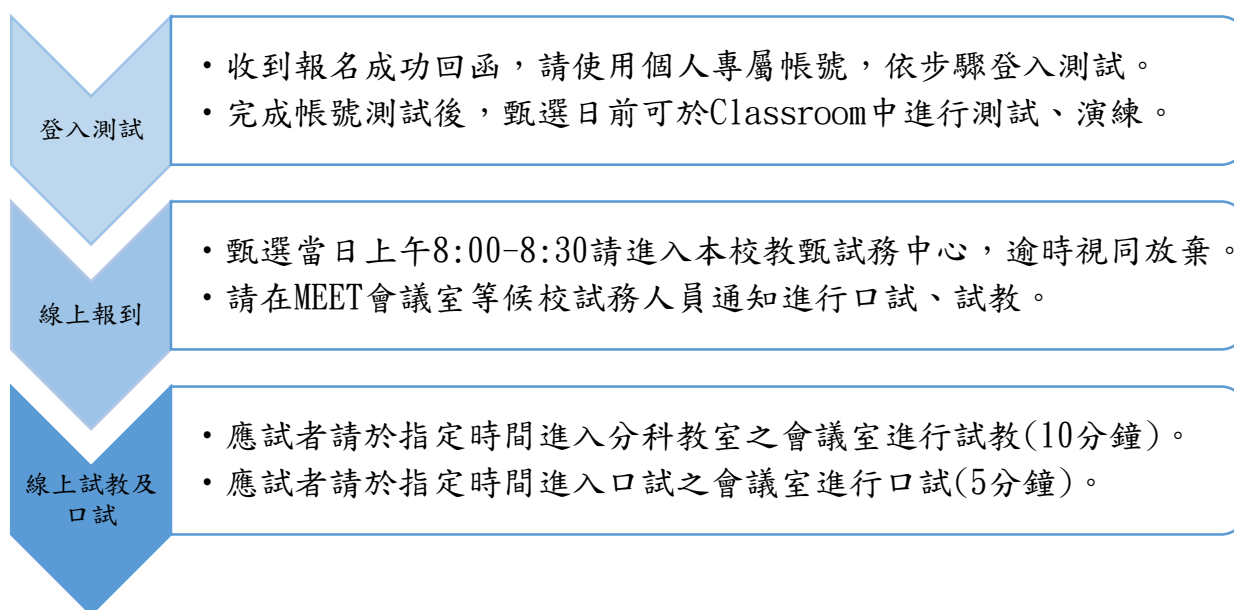 登入測試
・收到報名成功回函，請使用個人專屬帳號，依步驟登入測試。
・完成帳號測試後，甄選日前可於Classroom中進行測試、演練。
線上報到
・甄選當日上午8:00-8:30請進入本校教甄試務中心，逾時視同放棄。
・請在MEET會議室等候校試務人員通知進行口試、試教。
線上試教及
口試
・應試者請於指定時間進入分科教室之會議室進行試教(10分鐘)。
・應試者請於指定時間進入口試之會議室進行口試(5分鐘)。